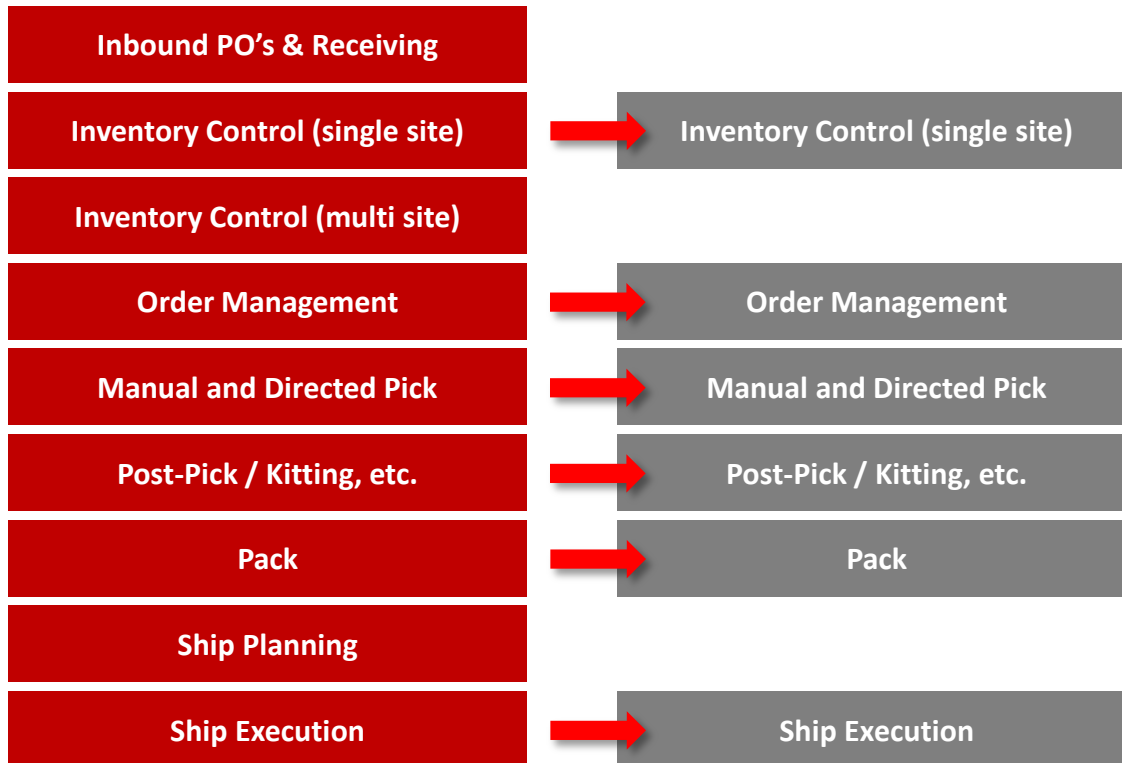 Inbound PO’s & Receiving
Inventory Control (single site)
Inventory Control (single site)
Inventory Control (multi site)
Order Management
Order Management
Manual and Directed Pick
Manual and Directed Pick
Post-Pick / Kitting, etc.
Post-Pick / Kitting, etc.
Pack
Pack
Ship Planning
Ship Execution
Ship Execution